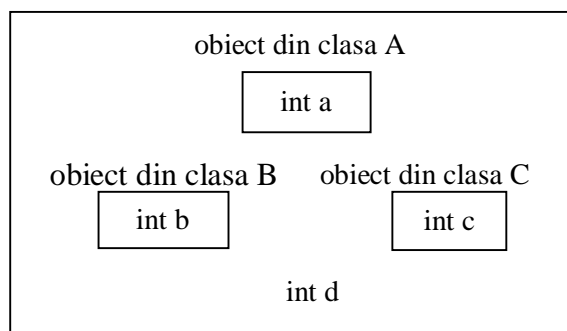 obiect din clasa A
int a
obiect din clasa B obiect din clasa C
int b int c
int d